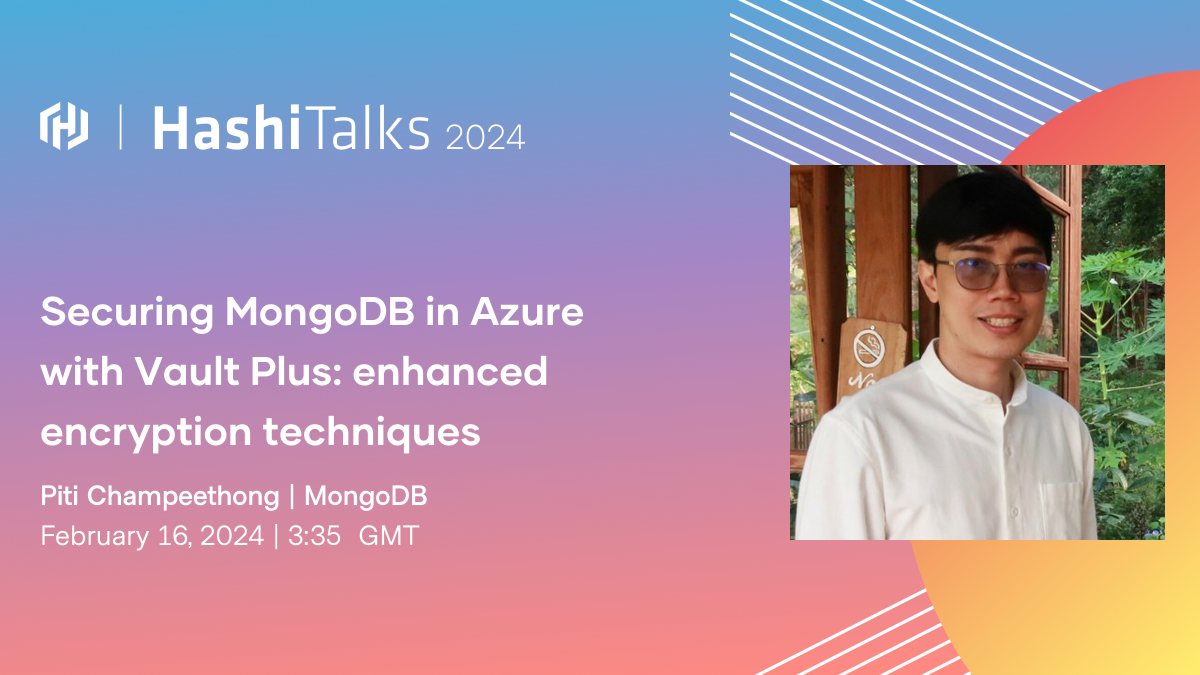 HashiTalks 2024
Securing MongoDB in Azure
with Vault Plus: enhanced
encryption techniques
Piti Champeethong | MongoDB
February 16, 2024 | 3:35 GMT